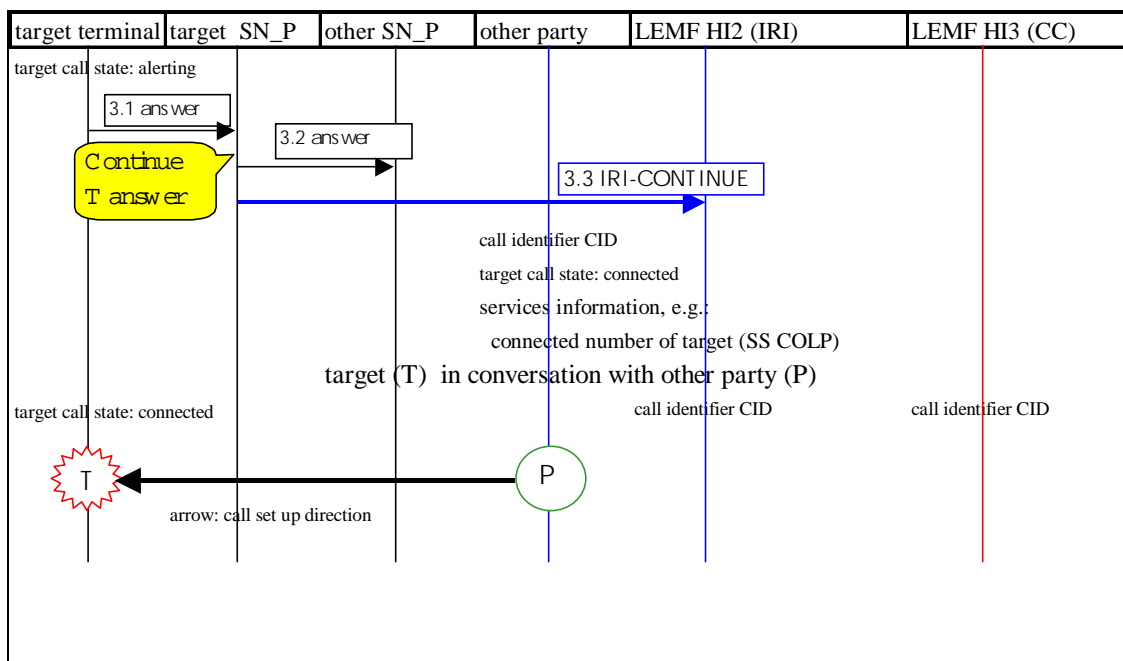 target terminal target SN_P other SN_P other party LEMF HI2 (IRI) LEMF HI3 (CC)
target call state: alerting
3.1 answer
3.2 answer
Continue
T answer
3.3 IRI-CONTINUE
call identifier CID
target call state: connected
services information, e.g.:
connected number of target (SS COLP)
target (T) in conversation with other party (P)
target call state: connected call identifier CID call identifier CID
T P
arrow: call set up direction